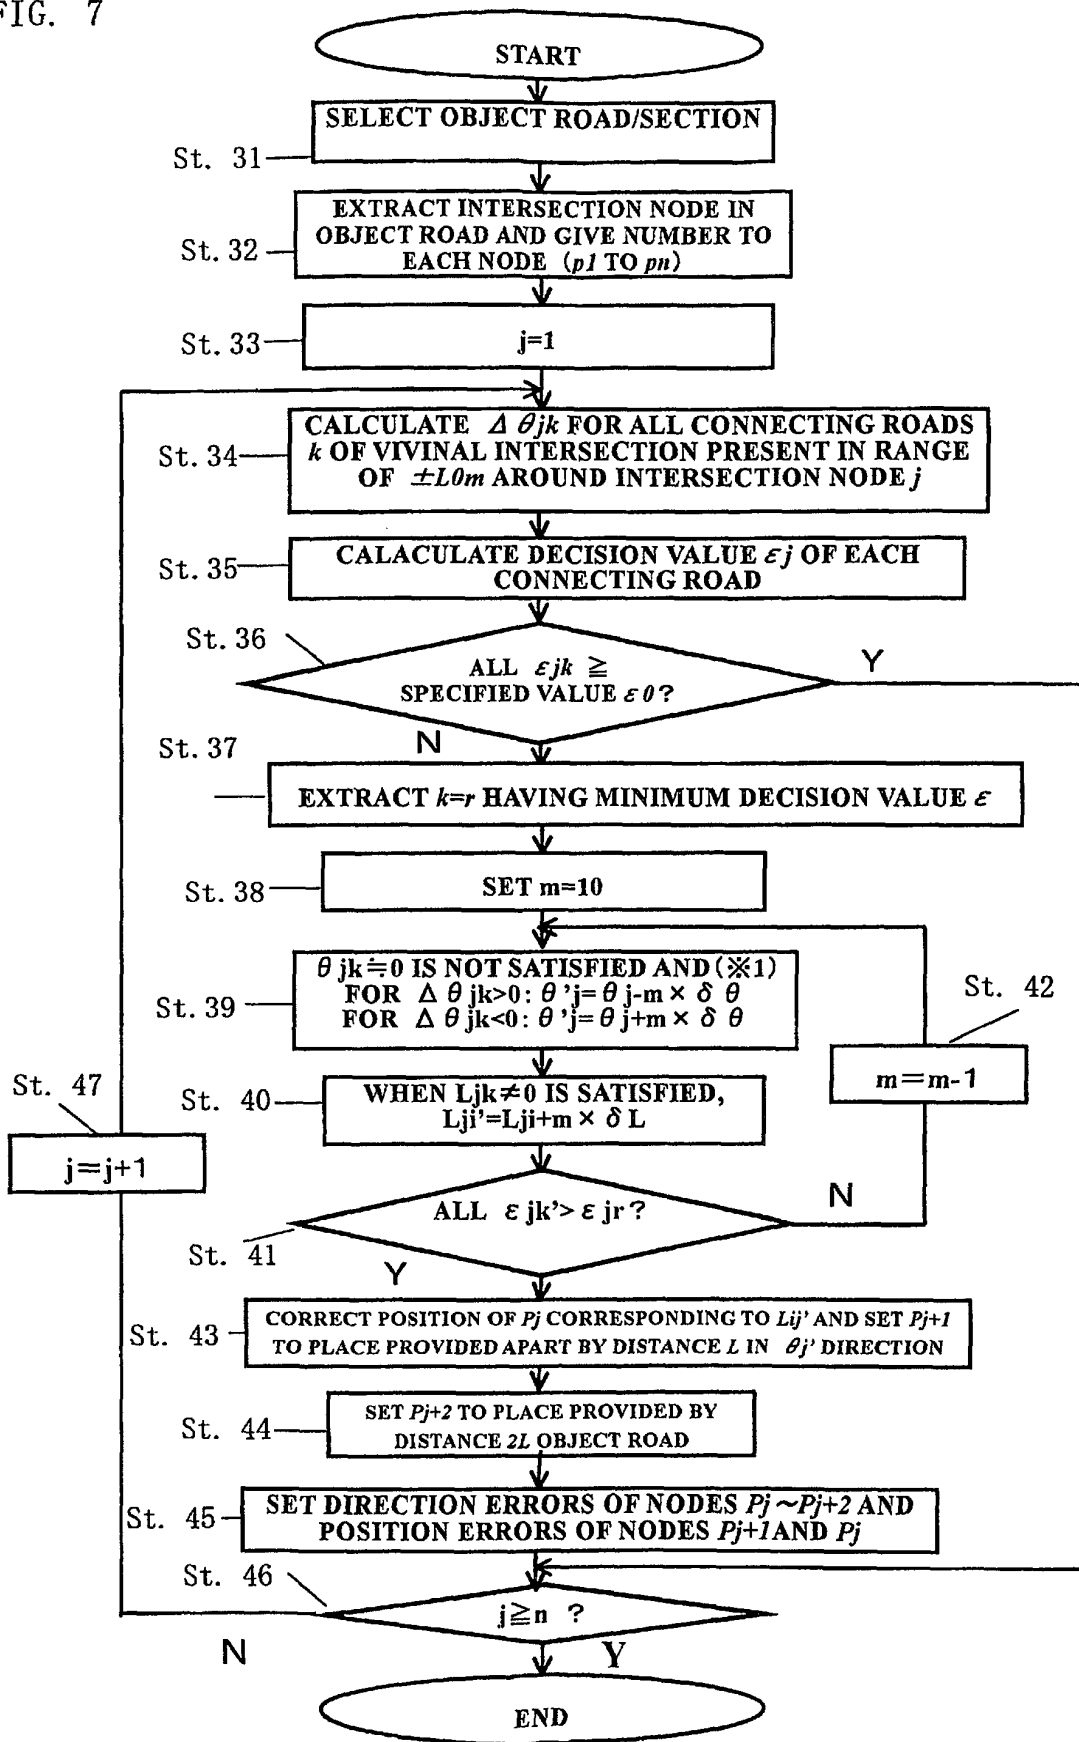 FIG. 7
START
SELECT OBJECT ROAD/SECTION
St. 31
EXTRACT INTERSECTION NODE IN
OBJECT ROAD AND GIVE NUMBER TO
EACH NODE (p1 TO pn)
St. 32
j=1
St. 33
CALCULATE Δθjk FOR ALL CONNECTING ROADS
k OF VIVINAL INTERSECTION PRESENT IN RANGE
OF ±L0m AROUND INTERSECTION NODE j
St. 34
CALACULATE DECISION VALUE εj OF EACH
CONNECTING ROAD
St. 35
St. 36
ALL εjk ≧
SPECIFIED VALUE ε0?
Y
N
St. 37
EXTRACT k=r HAVING MINIMUM DECISION VALUE ε
SET m=10
St. 38
θjk≒0 IS NOT SATISFIED AND(※1)
FOR Δθjk>0: θ'j=θj-m×δθ
FOR Δθjk<0: θ'j=θj+m×δθ
St. 39
St. 42
m=m-1
WHEN Ljk≠0 IS SATISFIED,
Lji'=Lji+m×δL
St. 40
St. 47
j=j+1
ALL εjk'>εjr?
N
St. 41
Y
CORRECT POSITION OF Pj CORRESPONDING TO Lij' AND SET Pj+1
TO PLACE PROVIDED APART BY DISTANCE L IN θj' DIRECTION
St. 43
SET Pj+2 TO PLACE PROVIDED BY
DISTANCE 2L OBJECT ROAD
St. 44
SET DIRECTION ERRORS OF NODES Pj~Pj+2 AND
POSITION ERRORS OF NODES Pj+1 AND Pj
St. 45
St. 46
j≧n ?
N
Y
END